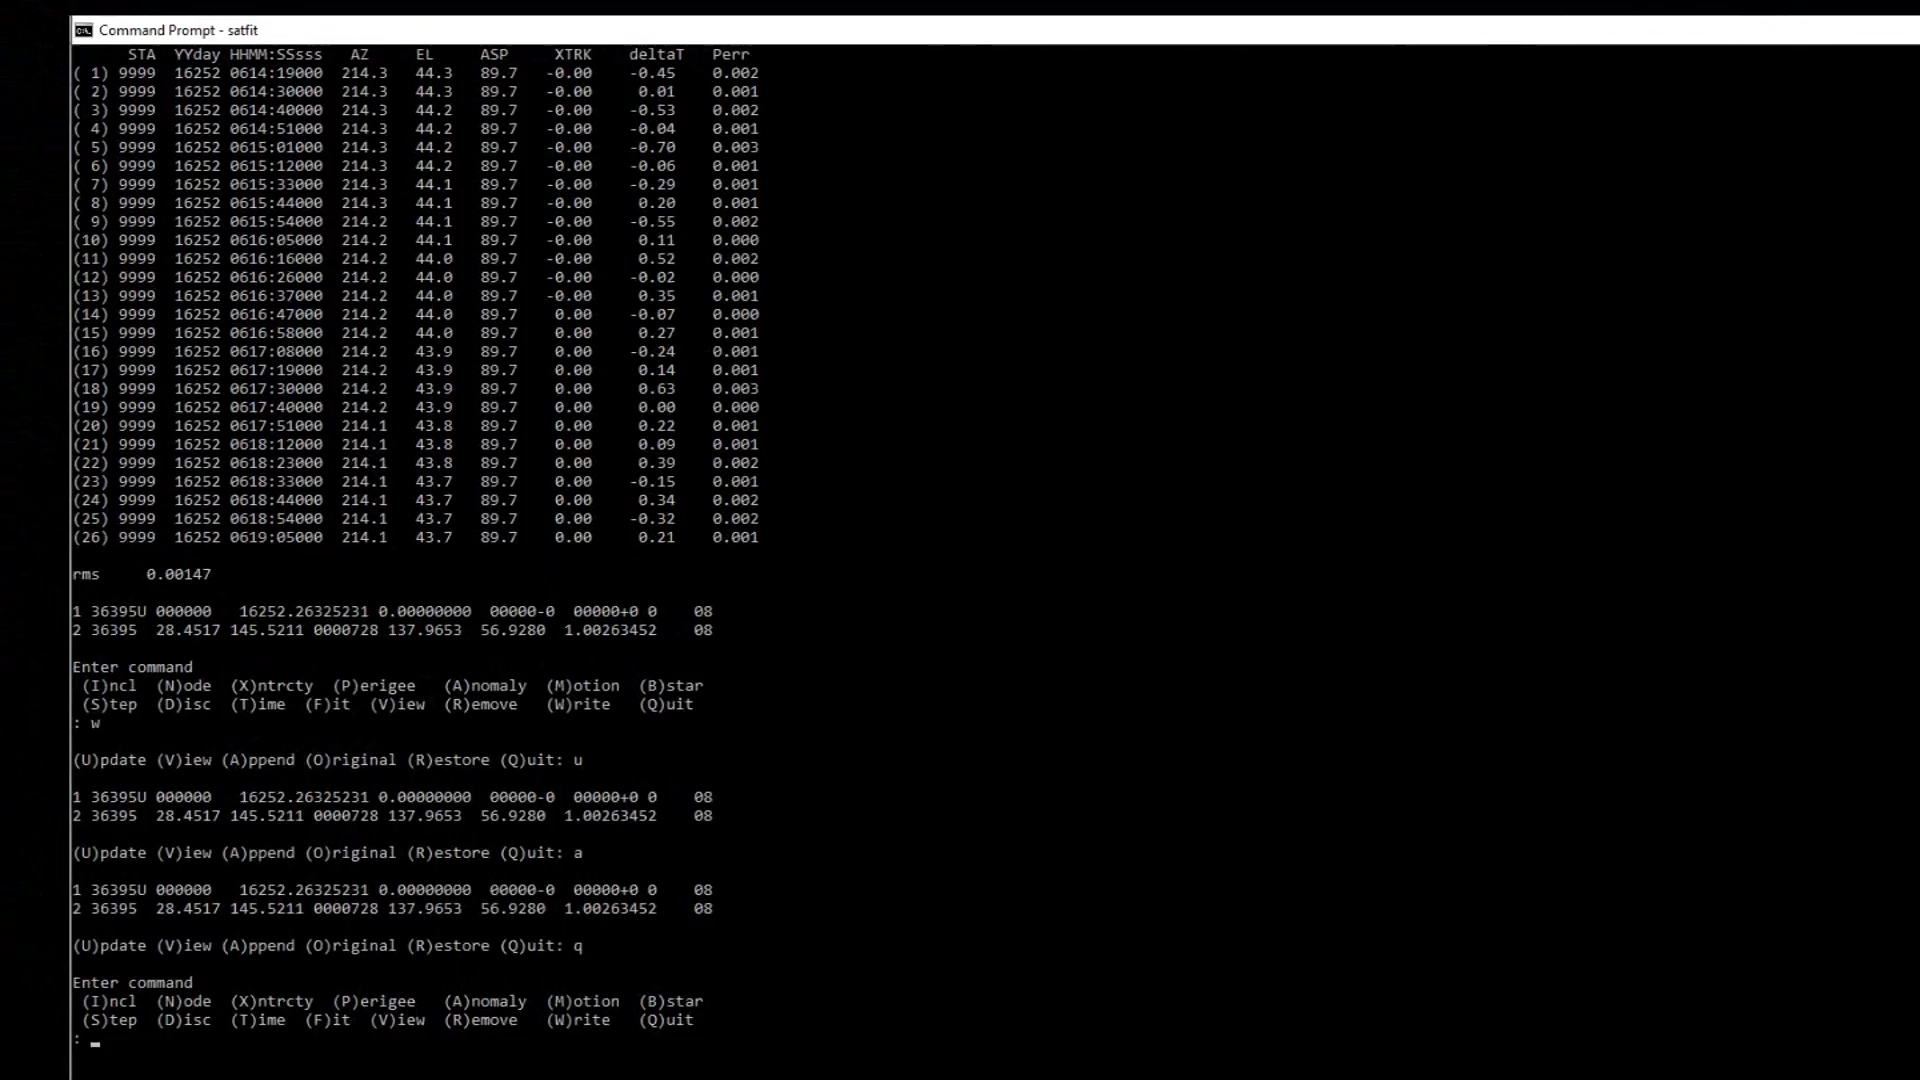 Command Prompt - satfit
STA YYday HHMM:SSsss AZ EL ASP XTRK deltaT Perr
( 1) 9999 16252 0614:19000 214.3 44.3 89.7 -0.00 -0.45 0.002
( 2) 9999 16252 0614:30000 214.3 44.3 89.7 -0.00 0.01 0.001
( 3) 9999 16252 0614:40000 214.3 44.2 89.7 -0.00 -0.53 0.002
( 4) 9999 16252 0614:51000 214.3 44.2 89.7 -0.00 -0.04 0.001
( 5) 9999 16252 0615:01000 214.3 44.2 89.7 -0.00 -0.70 0.003
( 6) 9999 16252 0615:12000 214.3 44.2 89.7 -0.00 -0.06 0.001
( 7) 9999 16252 0615:33000 214.3 44.1 89.7 -0.00 -0.29 0.001
( 8) 9999 16252 0615:44000 214.3 44.1 89.7 -0.00 0.20 0.001
( 9) 9999 16252 0615:54000 214.2 44.1 89.7 -0.00 -0.55 0.002
(10) 9999 16252 0616:05000 214.2 44.1 89.7 -0.00 0.11 0.000
(11) 9999 16252 0616:16000 214.2 44.0 89.7 -0.00 0.52 0.002
(12) 9999 16252 0616:26000 214.2 44.0 89.7 -0.00 -0.02 0.000
(13) 9999 16252 0616:37000 214.2 44.0 89.7 -0.00 0.35 0.001
(14) 9999 16252 0616:47000 214.2 44.0 89.7 0.00 -0.07 0.000
(15) 9999 16252 0616:58000 214.2 44.0 89.7 0.00 0.27 0.001
(16) 9999 16252 0617:08000 214.2 43.9 89.7 0.00 -0.24 0.001
(17) 9999 16252 0617:19000 214.2 43.9 89.7 0.00 0.14 0.001
(18) 9999 16252 0617:30000 214.2 43.9 89.7 0.00 0.63 0.003
(19) 9999 16252 0617:40000 214.2 43.9 89.7 0.00 0.00 0.000
(20) 9999 16252 0617:51000 214.1 43.8 89.7 0.00 0.22 0.001
(21) 9999 16252 0618:12000 214.1 43.8 89.7 0.00 0.09 0.001
(22) 9999 16252 0618:23000 214.1 43.8 89.7 0.00 0.39 0.002
(23) 9999 16252 0618:33000 214.1 43.7 89.7 0.00 -0.15 0.001
(24) 9999 16252 0618:44000 214.1 43.7 89.7 0.00 0.34 0.002
(25) 9999 16252 0618:54000 214.1 43.7 89.7 0.00 -0.32 0.002
(26) 9999 16252 0619:05000 214.1 43.7 89.7 0.00 0.21 0.001
rms 0.00147
1 36395U 000000 16252.26325231 0.00000000 00000-0 00000+0 0 08
2 36395 28.4517 145.5211 0000728 137.9653 56.9280 1.00263452 08
Enter command
(I)ncl (N)ode (X)ntrcty (P)erigee (A)nomaly (M)otion (B)star
(S)tep (D)isc (T)ime (F)it (V)iew (R)emove (W)rite (Q)uit
: w
(U)pdate (V)iew (A)ppend (O)riginal (R)estore (Q)uit: u
1 36395U 000000 16252.26325231 0.00000000 00000-0 00000+0 0 08
2 36395 28.4517 145.5211 0000728 137.9653 56.9280 1.00263452 08
(U)pdate (V)iew (A)ppend (O)riginal (R)estore (Q)uit: a
1 36395U 000000 16252.26325231 0.00000000 00000-0 00000+0 0 08
2 36395 28.4517 145.5211 0000728 137.9653 56.9280 1.00263452 08
(U)pdate (V)iew (A)ppend (O)riginal (R)estore (Q)uit: q
Enter command
(I)ncl (N)ode (X)ntrcty (P)erigee (A)nomaly (M)otion (B)star
(S)tep (D)isc (T)ime (F)it (V)iew (R)emove (W)rite (Q)uit
: _